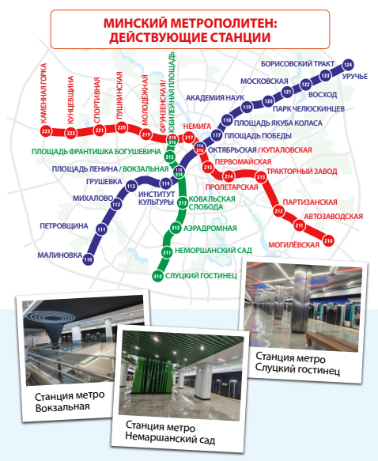 МИНСКИЙ МЕТРОПОЛИТЕН:
ДЕЙСТВУЮЩИЕ СТАНЦИИ
КАМЕННАЯ ГОРКА
КУНЦЕВЩИНА
СПОРТИВНАЯ
ПУШКИНСКАЯ
МОЛОДЁЖНАЯ
ФРУНЗЕНСКАЯ/
ЮБИЛЕЙНАЯ ПЛОЩАДЬ
БОРИСОВСКИЙ ТРАКТ
УРУЧЬЕ
МОСКОВСКАЯ
ВОСХОД
АКАДЕМИЯ НАУК
ПАРК ЧЕЛЮСКИНЦЕВ
ПЛОЩАДЬ ЯКУБА КОЛАСА
НЕМИГА
ПЛОЩАДЬ ПОБЕДЫ
ОКТЯБРЬСКАЯ / КУПАЛОВСКАЯ
ПЛОЩАДЬ ФРАНТИШКА БОГУШЕВИЧА
ПЕРВОМАЙСКАЯ
ПЛОЩАДЬ ЛЕНИНА / ВОКЗАЛЬНАЯ
ТРАКТОРНЫЙ ЗАВОД
ГРУШЕВКА
ПРОЛЕТАРСКАЯ
ИНСТИТУТ
КУЛЬТУРЫ
МИХАЛОВО
КОВАЛЬСКАЯ
СЛОБОДА
ПАРТИЗАНСКАЯ
АВТОЗАВОДСКАЯ
ПЕТРОВЩИНА
АЭРОДРОМНАЯ
МОГИЛЁВСКАЯ
НЕМОРШАНСКИЙ САД
МАЛИНОВКА
СЛУЦКИЙ ГОСТИНЕЦ
Станция метро
Вокзальная
Станция метро
Немаршанский сад
Станция метро
Слуцкий гостинец